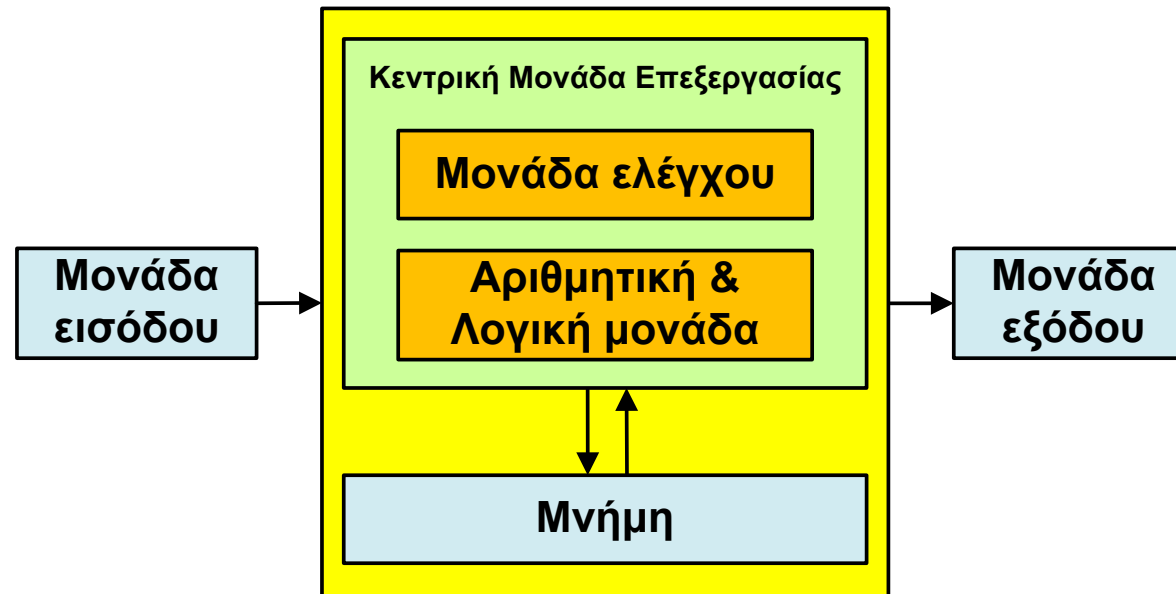 Κεντρική Μονάδα Επεξεργασίας
Μονάδα ελέγχου
Μονάδα
εισόδου
Αριθμητική &
Λογική μονάδα
Μονάδα
εξόδου
Μνήμη